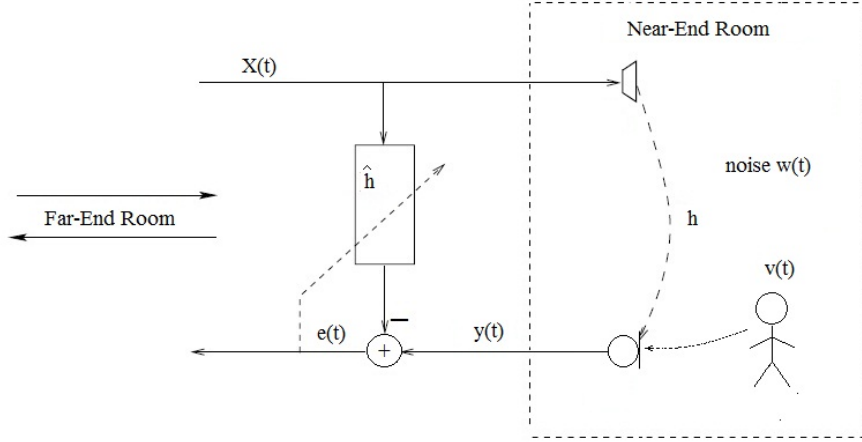 Near-End Room
X(t)
ĥ
noise w(t)
Far-End Room
h
v(t)
e(t)
y(t)
−
+